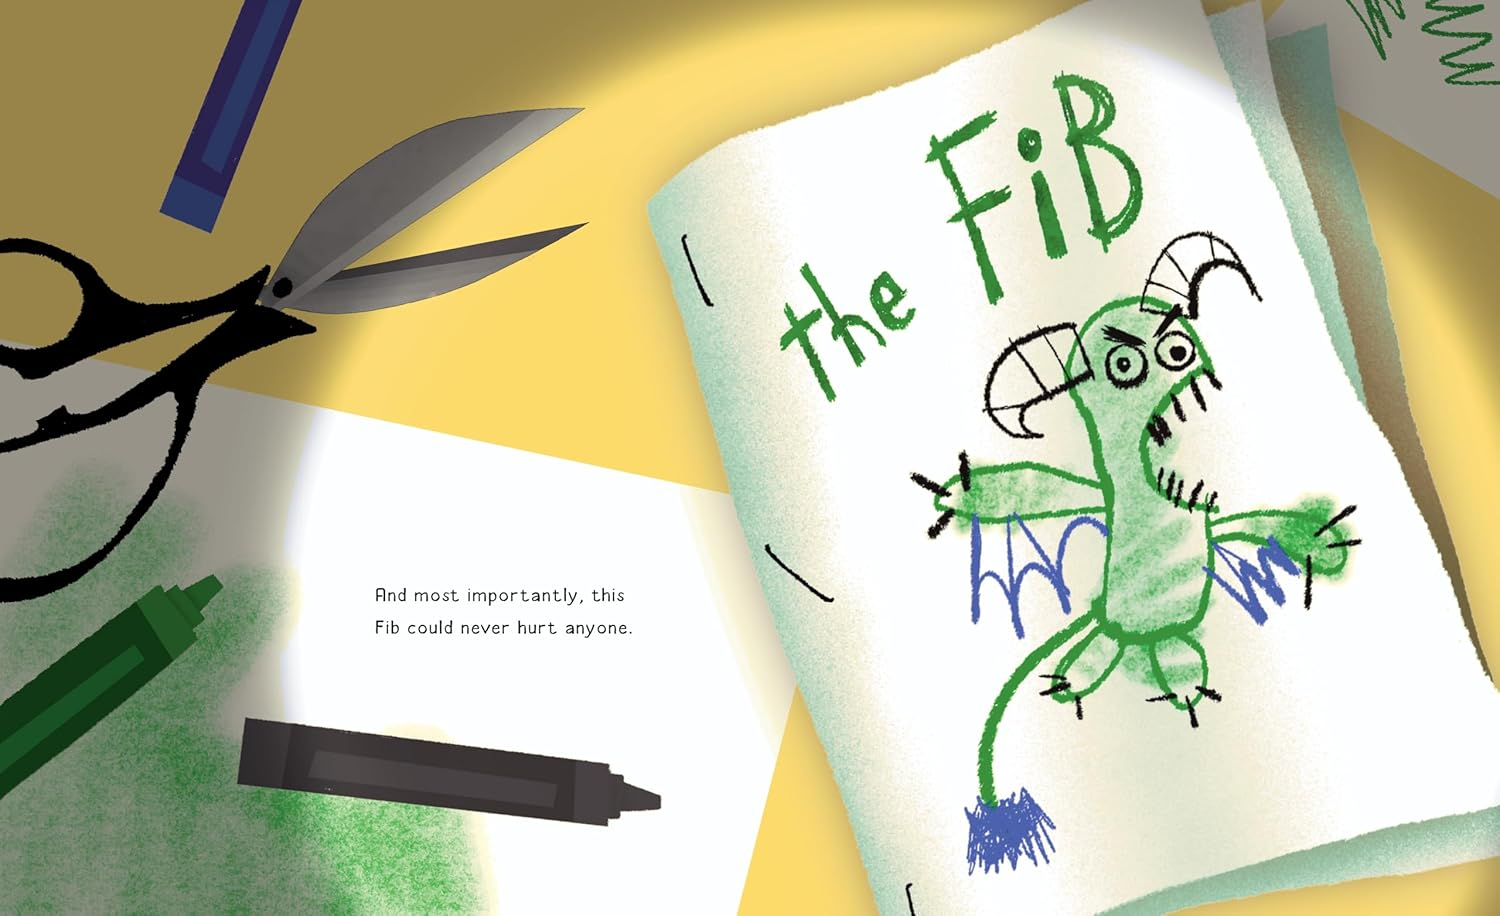 the FiB
And most importantly, this
Fib could never hurt anyone.